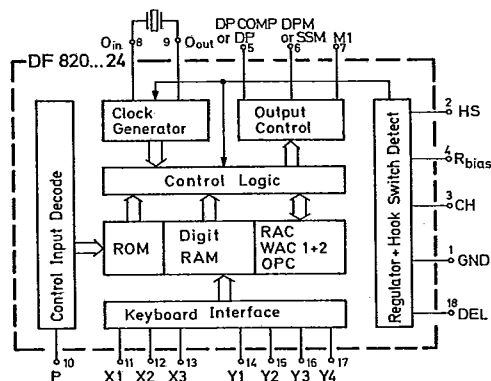 DP COMP DPM
or or
Oin 8 9 Oout DP 5 SSM 6 M1 7
DF 820...24
Clock
Generator
Output
Control
Control Logic
Control Input Decode
ROM
Digit
RAM
RAC
WAC 1+2
OPC
Keyboard Interface
Regulator + Hook Switch Detect
2 HS
4 Rbias
3 CH
1 GND
18 DEL
10 11 12 13 14 15 16 17
P X1 X2 X3 Y1 Y2 Y3 Y4